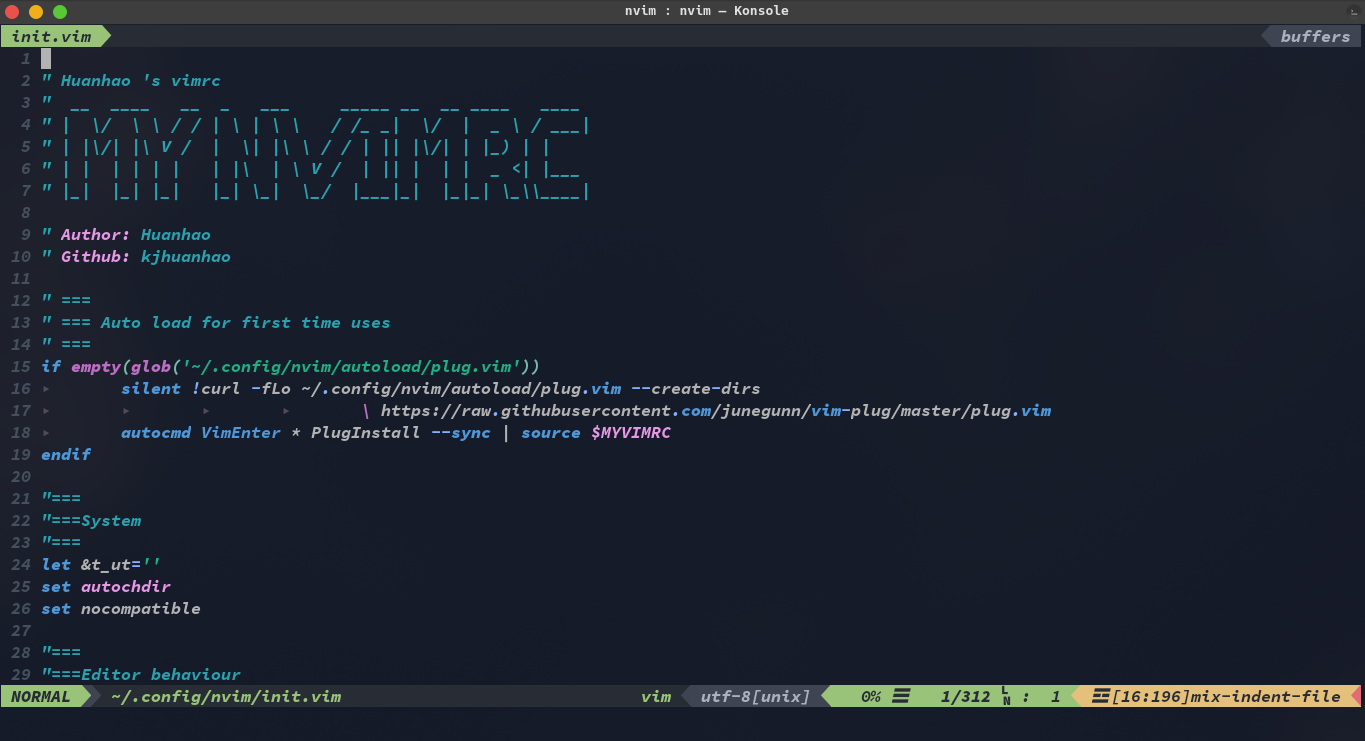 nvim : nvim — Konsole
init.vim buffers
1
2 " Huanhao 's vimrc
3 "  __  ____   __  _   ___     _____ __  __ ____   ____
4 " |  \/  \ \ / / | \ | \ \   / /_ _|  \/  |  _ \ / ___|
5 " | |\/| |\ V /  |  \| |\ \ / / | || |\/| | |_) | |
6 " | |  | | | |   | |\  | \ V /  | || |  | |  _ <| |___
7 " |_|  |_| |_|   |_| \_|  \_/  |___|_|  |_|_| \_\\____|
8
9 " Author: Huanhao
10 " Github: kjhuanhao
11
12 " ===
13 " === Auto load for first time uses
14 " ===
15 if empty(glob('~/.config/nvim/autoload/plug.vim'))
16 ▸       silent !curl -fLo ~/.config/nvim/autoload/plug.vim --create-dirs
17 ▸       ▸       ▸       ▸       \ https://raw.githubusercontent.com/junegunn/vim-plug/master/plug.vim
18 ▸       autocmd VimEnter * PlugInstall --sync | source $MYVIMRC
19 endif
20
21 "===
22 "===System
23 "===
24 let &t_ut=''
25 set autochdir
26 set nocompatible
27
28 "===
29 "===Editor behaviour
NORMAL ~/.config/nvim/init.vim vim utf-8[unix] 0% ☰ 1/312 ␤ : 1 ☲[16:196]mix-indent-file